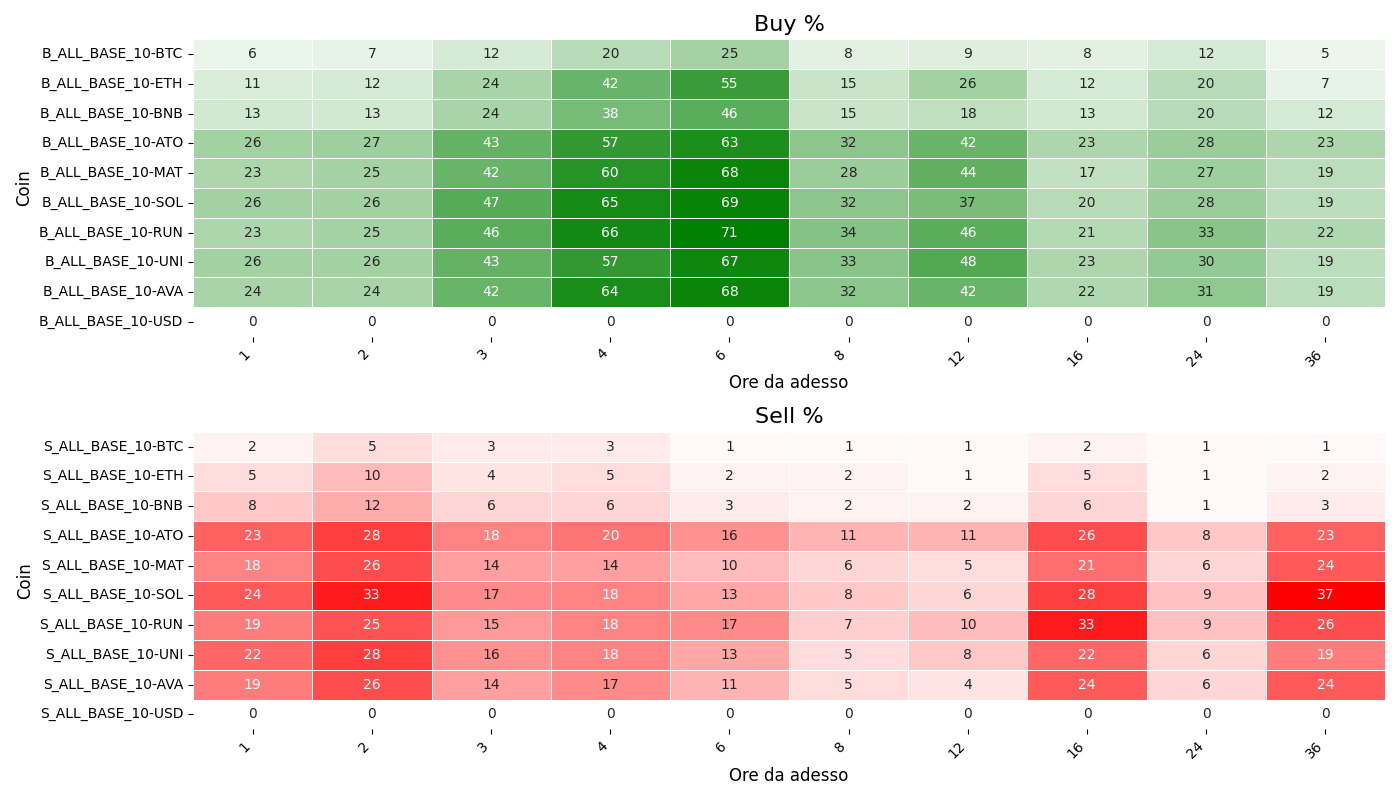 Buy %
Coin
B_ALL_BASE_10-BTC 6 7 12 20 25 8 9 8 12 5
B_ALL_BASE_10-ETH 11 12 24 42 55 15 26 12 20 7
B_ALL_BASE_10-BNB 13 13 24 38 46 15 18 13 20 12
B_ALL_BASE_10-ATO 26 27 43 57 63 32 42 23 28 23
B_ALL_BASE_10-MAT 23 25 42 60 68 28 44 17 27 19
B_ALL_BASE_10-SOL 26 26 47 65 69 32 37 20 28 19
B_ALL_BASE_10-RUN 23 25 46 66 71 34 46 21 33 22
B_ALL_BASE_10-UNI 26 26 43 57 67 33 48 23 30 19
B_ALL_BASE_10-AVA 24 24 42 64 68 32 42 22 31 19
B_ALL_BASE_10-USD 0 0 0 0 0 0 0 0 0 0
1 2 3 4 6 8 12 16 24 36
Ore da adesso
Sell %
Coin
S_ALL_BASE_10-BTC 2 5 3 3 1 1 1 2 1 1
S_ALL_BASE_10-ETH 5 10 4 5 2 2 1 5 1 2
S_ALL_BASE_10-BNB 8 12 6 6 3 2 2 6 1 3
S_ALL_BASE_10-ATO 23 28 18 20 16 11 11 26 8 23
S_ALL_BASE_10-MAT 18 26 14 14 10 6 5 21 6 24
S_ALL_BASE_10-SOL 24 33 17 18 13 8 6 28 9 37
S_ALL_BASE_10-RUN 19 25 15 18 17 7 10 33 9 26
S_ALL_BASE_10-UNI 22 28 16 18 13 5 8 22 6 19
S_ALL_BASE_10-AVA 19 26 14 17 11 5 4 24 6 24
S_ALL_BASE_10-USD 0 0 0 0 0 0 0 0 0 0
1 2 3 4 6 8 12 16 24 36
Ore da adesso